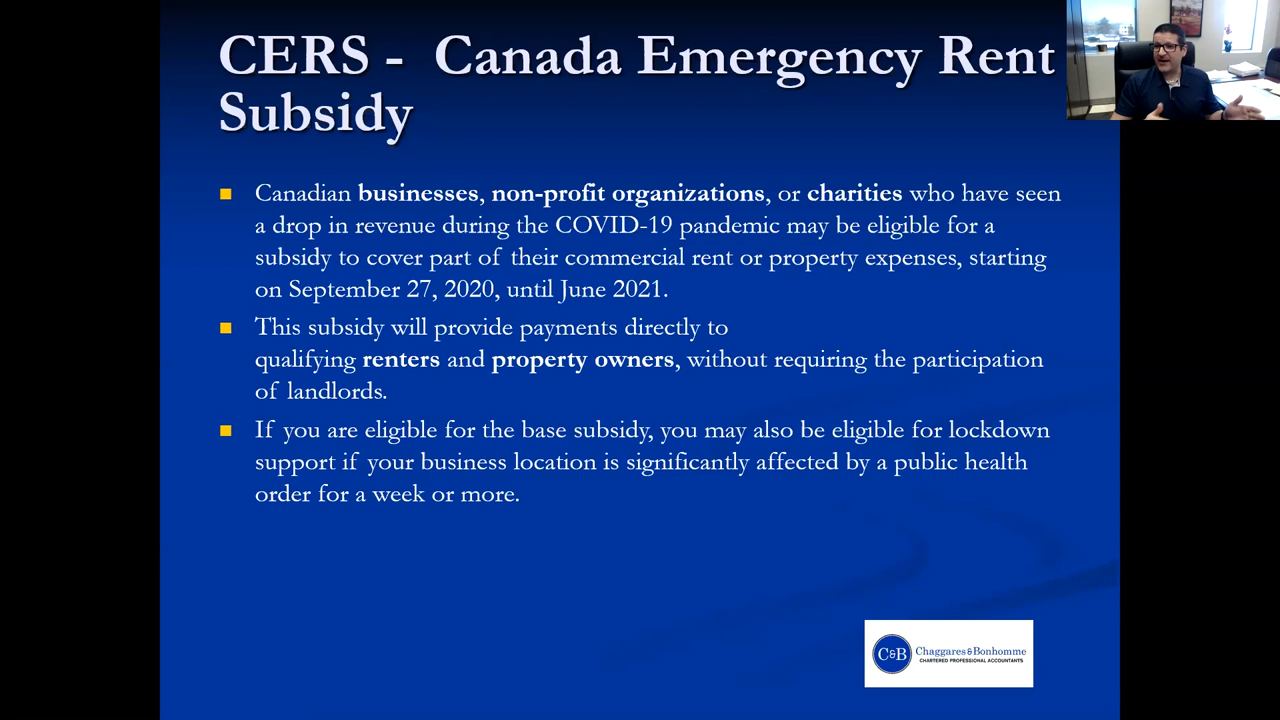 CERS - Canada Emergency Rent
Subsidy
Canadian businesses, non-profit organizations, or charities who have seen
a drop in revenue during the COVID-19 pandemic may be eligible for a
subsidy to cover part of their commercial rent or property expenses, starting
on September 27, 2020, until June 2021.
This subsidy will provide payments directly to
qualifying renters and property owners, without requiring the participation
of landlords.
If you are eligible for the base subsidy, you may also be eligible for lockdown
support if your business location is significantly affected by a public health
order for a week or more.
C&B
Chaggares & Bonhomme
CHARTERED PROFESSIONAL ACCOUNTANTS